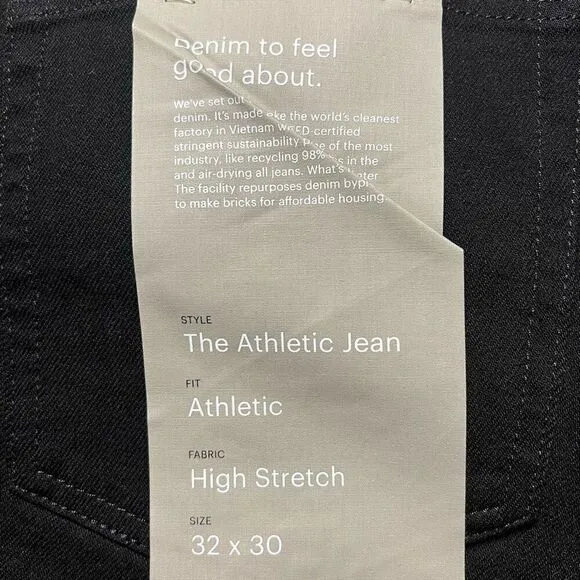 Denim to feel
good about.
We've set out
denim. It's made the world's cleanest
factory in Vietnam certified
stringent sustainability of the most
industry, like recycling 98% in the
and air-drying all jeans. What's
The facility repurposes denim
to make bricks for affordable housing.
STYLE
The Athletic Jean
FIT
Athletic
FABRIC
High Stretch
SIZE
32 x 30